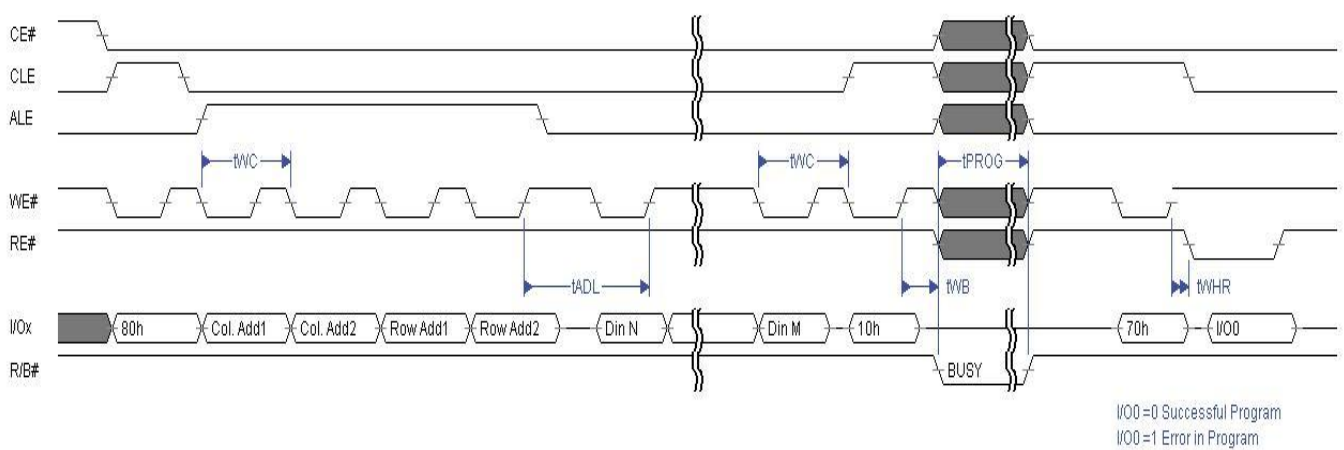 CE#
CLE
ALE
tWC tWC tPROG
WE#
RE#
tADL tWB tWHR
I/Ox 80h Col. Add1 Col. Add2 Row Add1 Row Add2 Din N Din M 10h 70h I/O0
R/B# BUSY
I/O0 =0 Successful Program
I/O0 =1 Error in Program